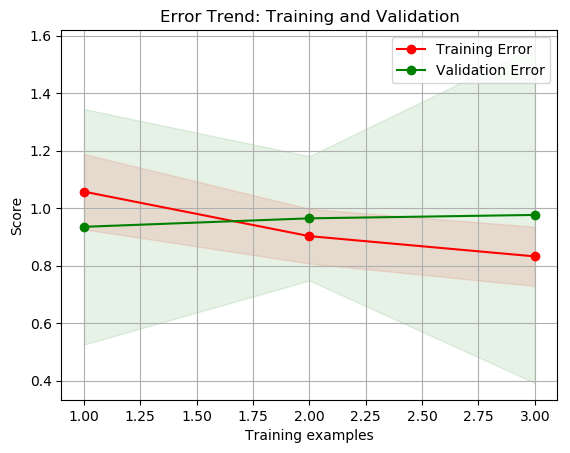 Error Trend: Training and Validation
1.6
1.4
1.2
1.0
0.8
0.6
0.4
Score
Training Error
Validation Error
1.00 1.25 1.50 1.75 2.00 2.25 2.50 2.75 3.00
Training examples